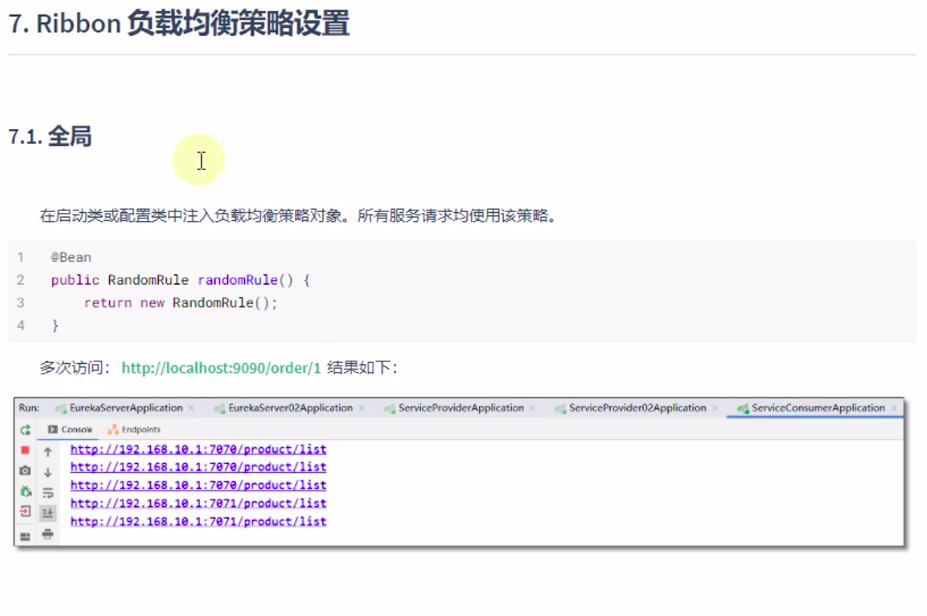 7. Ribbon 负载均衡策略设置
7.1. 全局
在启动类或配置类中注入负载均衡策略对象。所有服务请求均使用该策略。
1 @Bean
2 public RandomRule randomRule() {
3 return new RandomRule();
4 }
多次访问：http://localhost:9090/order/1 结果如下：
Run: EurekaServerApplication × EurekaServer02Application × ServiceProviderApplication × ServiceProvider02Application × ServiceConsumerApplication ×
Console Endpoints
http://192.168.10.1:7070/product/list
http://192.168.10.1:7070/product/list
http://192.168.10.1:7070/product/list
http://192.168.10.1:7071/product/list
http://192.168.10.1:7071/product/list